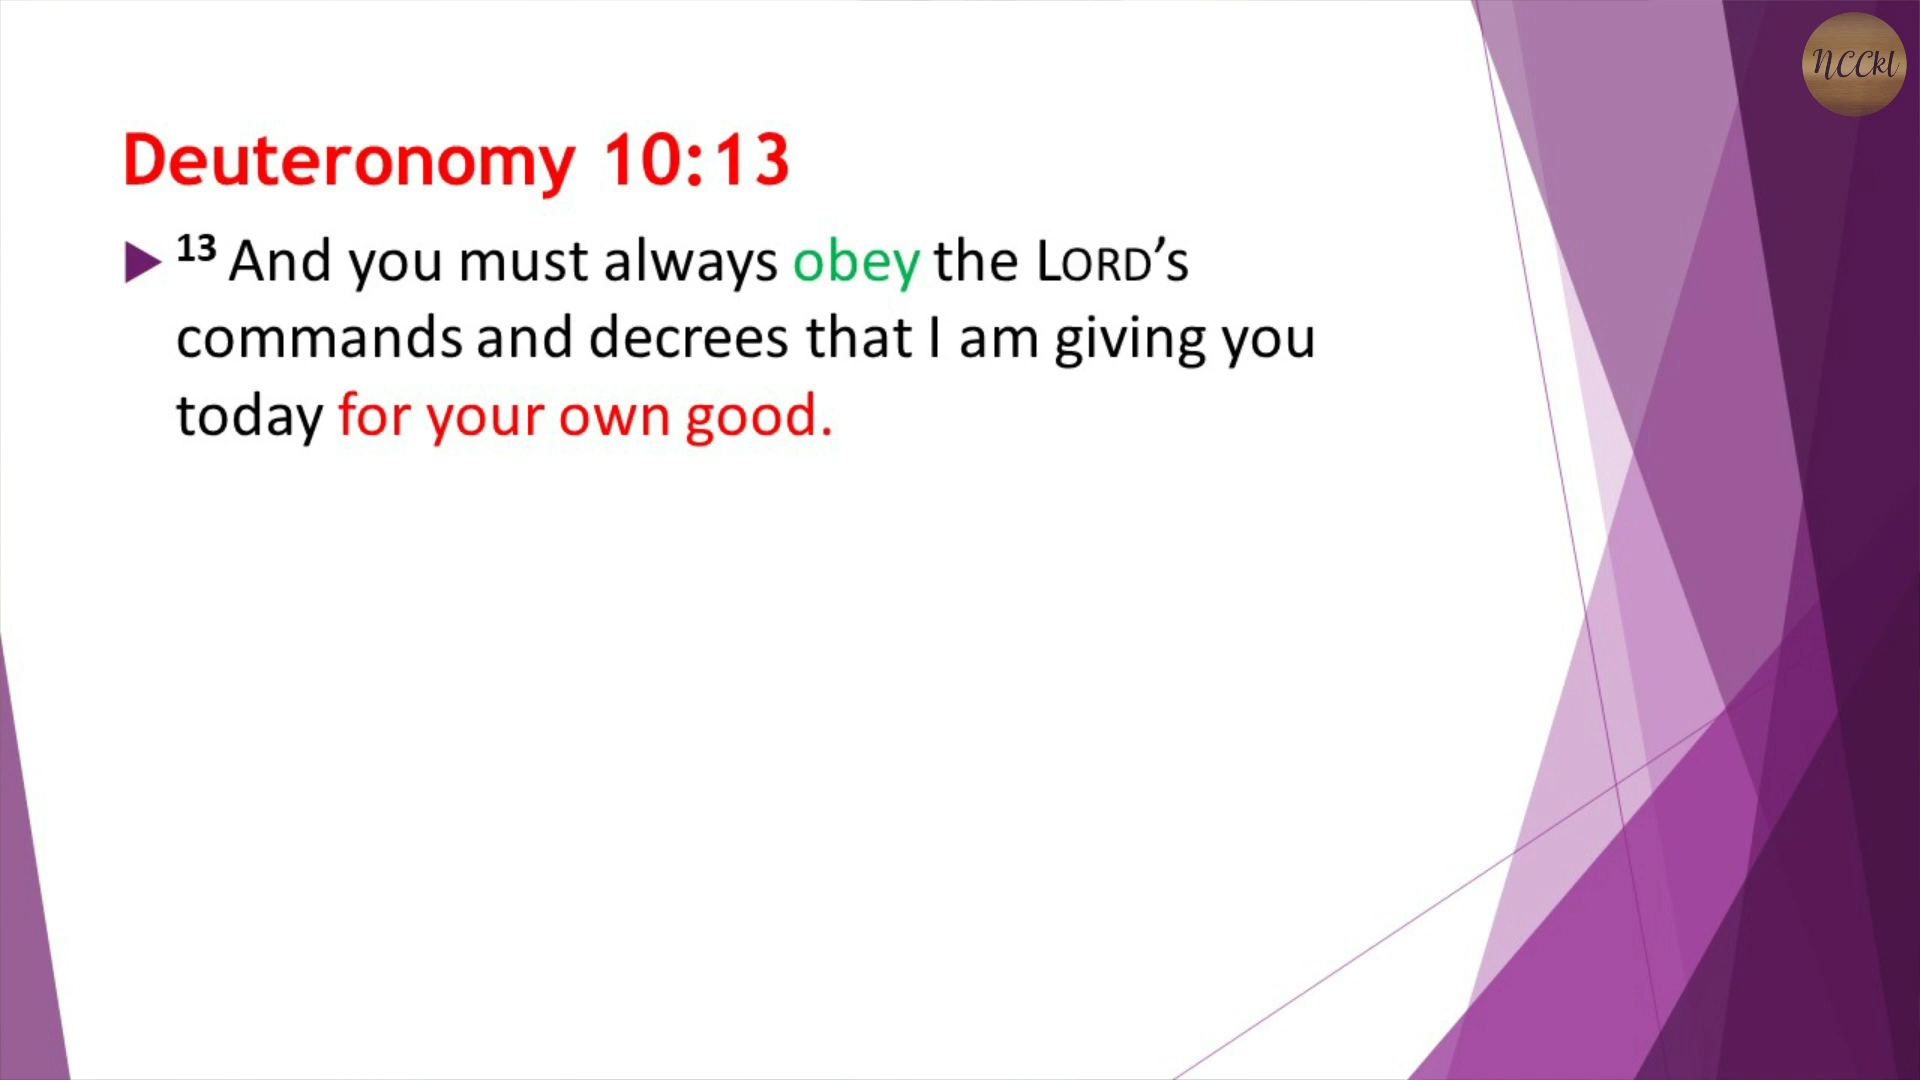 NCCkl
Deuteronomy 10:13
13 And you must always obey the LORD’s
commands and decrees that I am giving you
today for your own good.